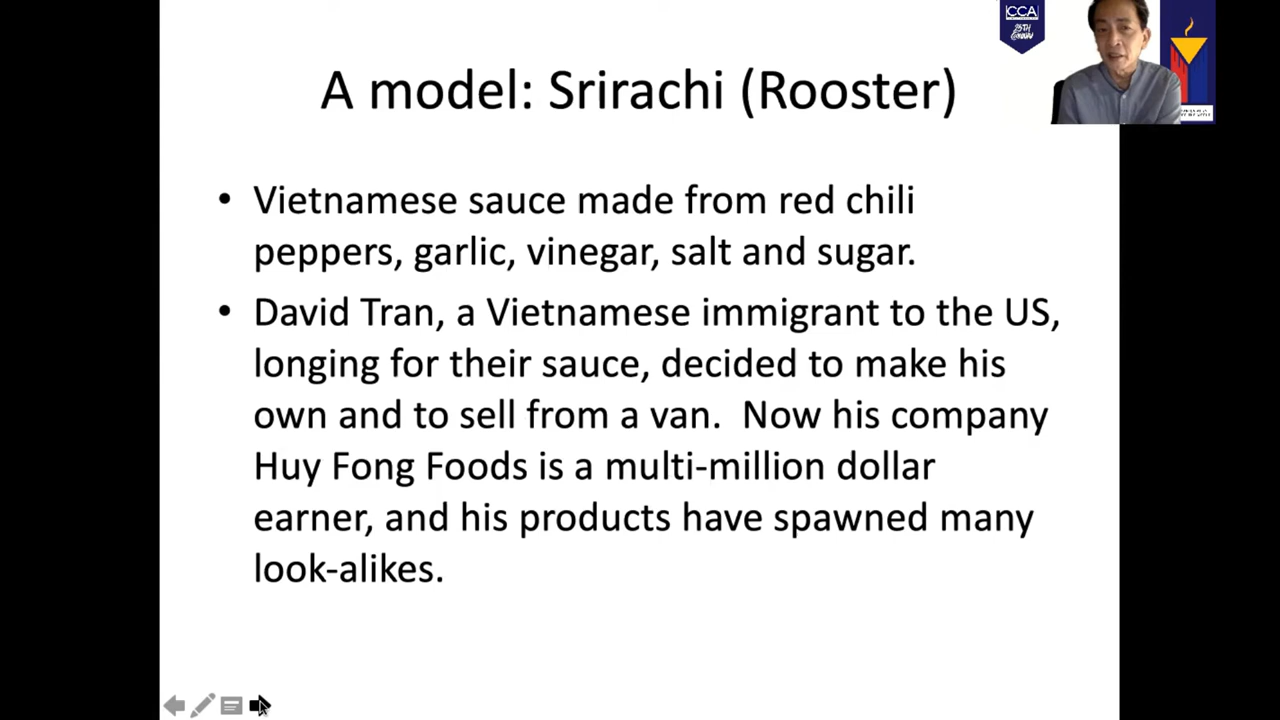 CCA
25TH
A model: Srirachi (Rooster)
• Vietnamese sauce made from red chili
peppers, garlic, vinegar, salt and sugar.
• David Tran, a Vietnamese immigrant to the US,
longing for their sauce, decided to make his
own and to sell from a van.  Now his company
Huy Fong Foods is a multi-million dollar
earner, and his products have spawned many
look-alikes.